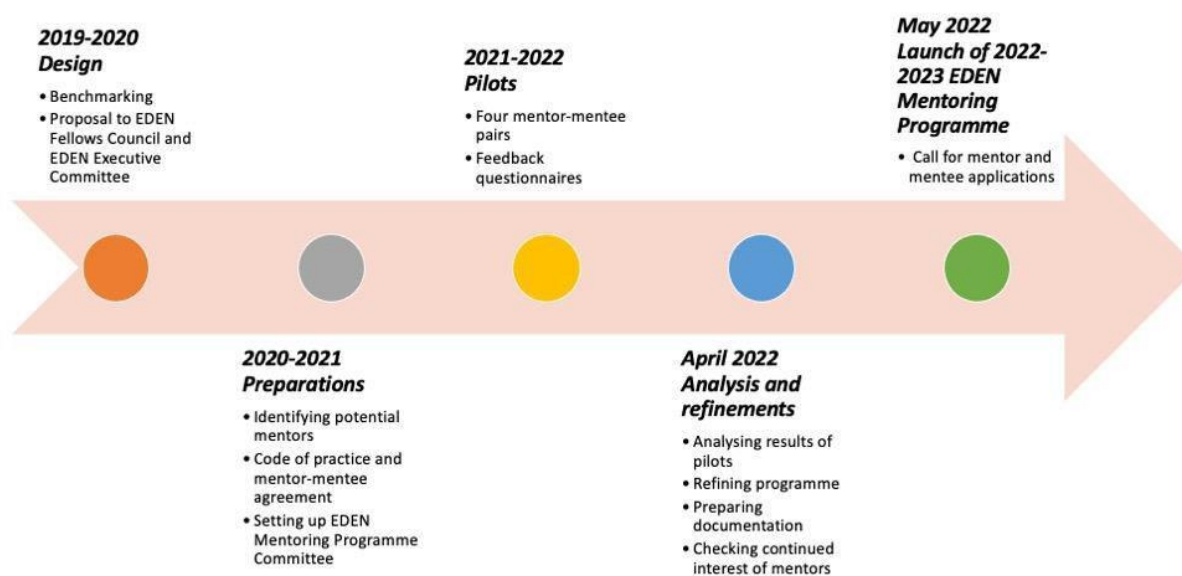 2019-2020
Design
• Benchmarking
• Proposal to EDEN
Fellows Council and
EDEN Executive
Committee
2020-2021
Preparations
• Identifying potential
mentors
• Code of practice and
mentor-mentee
agreement
• Setting up EDEN
Mentoring Programme
Committee
2021-2022
Pilots
• Four mentor-mentee
pairs
• Feedback
questionnaires
April 2022
Analysis and
refinements
• Analysing results of
pilots
• Refining programme
• Preparing
documentation
• Checking continued
interest of mentors
May 2022
Launch of 2022-
2023 EDEN
Mentoring
Programme
• Call for mentor and
mentee applications